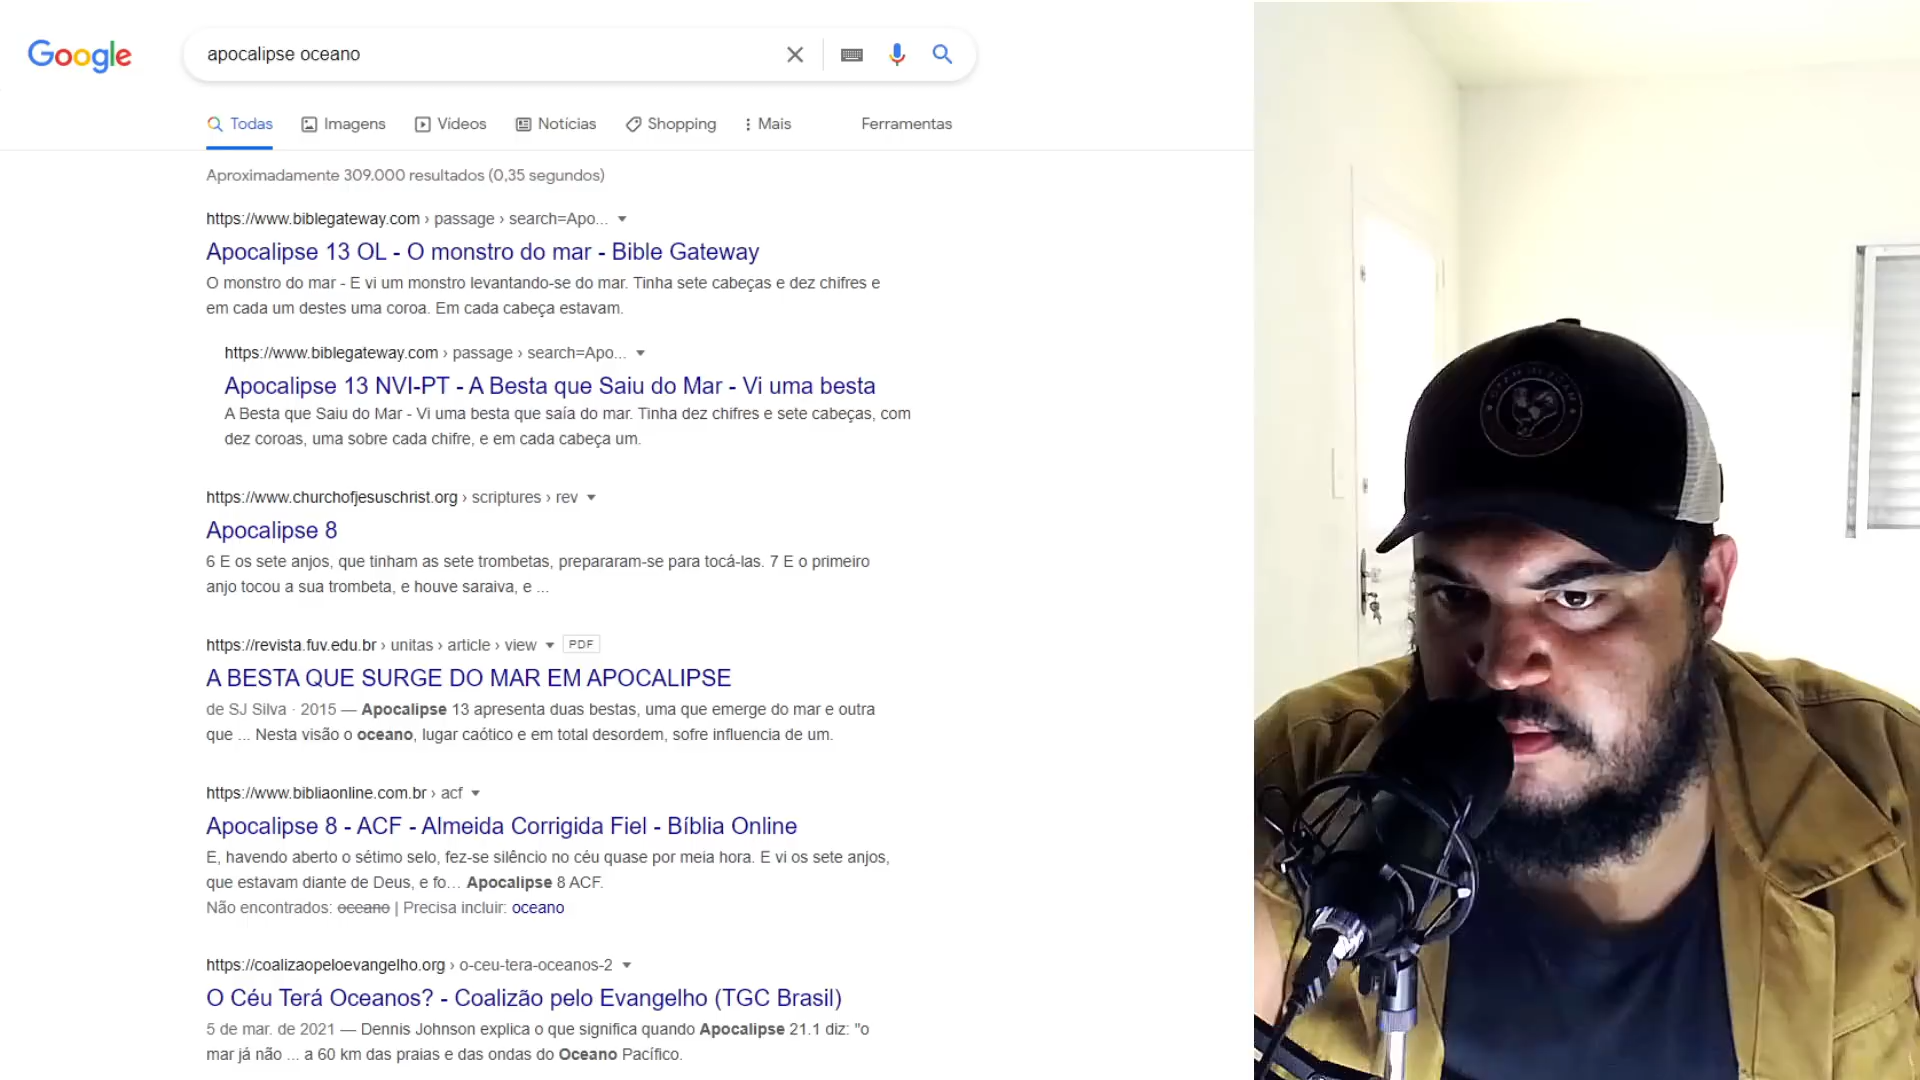 Google
apocalipse oceano
Todas Imagens Vídeos Notícias Shopping Mais Ferramentas
Aproximadamente 309.000 resultados (0,35 segundos)
https://www.biblegateway.com › passage › search=Apo...
Apocalipse 13 OL - O monstro do mar - Bible Gateway
O monstro do mar - E vi um monstro levantando-se do mar. Tinha sete cabeças e dez chifres e
em cada um destes uma coroa. Em cada cabeça estavam.
https://www.biblegateway.com › passage › search=Apo...
Apocalipse 13 NVI-PT - A Besta que Saiu do Mar - Vi uma besta
A Besta que Saiu do Mar - Vi uma besta que saía do mar. Tinha dez chifres e sete cabeças, com
dez coroas, uma sobre cada chifre, e em cada cabeça um.
https://www.churchofjesuschrist.org › scriptures › rev
Apocalipse 8
6 E os sete anjos, que tinham as sete trombetas, prepararam-se para tocá-las. 7 E o primeiro
anjo tocou a sua trombeta, e houve saraiva, e ...
https://revista.fuv.edu.br › unitas › article › view PDF
A BESTA QUE SURGE DO MAR EM APOCALIPSE
de SJ Silva · 2015 — Apocalipse 13 apresenta duas bestas, uma que emerge do mar e outra
que ... Nesta visão o oceano, lugar caótico e em total desordem, sofre influencia de um.
https://www.bibliaonline.com.br › acf
Apocalipse 8 - ACF - Almeida Corrigida Fiel - Bíblia Online
E, havendo aberto o sétimo selo, fez-se silêncio no céu quase por meia hora. E vi os sete anjos,
que estavam diante de Deus, e fo... Apocalipse 8 ACF.
Não encontrados: oceano | Precisa incluir: oceano
https://coalizaopeloevangelho.org › o-ceu-tera-oceanos-2
O Céu Terá Oceanos? - Coalizão pelo Evangelho (TGC Brasil)
5 de mar. de 2021 — Dennis Johnson explica o que significa quando Apocalipse 21.1 diz: "o
mar já não ... a 60 km das praias e das ondas do Oceano Pacífico.